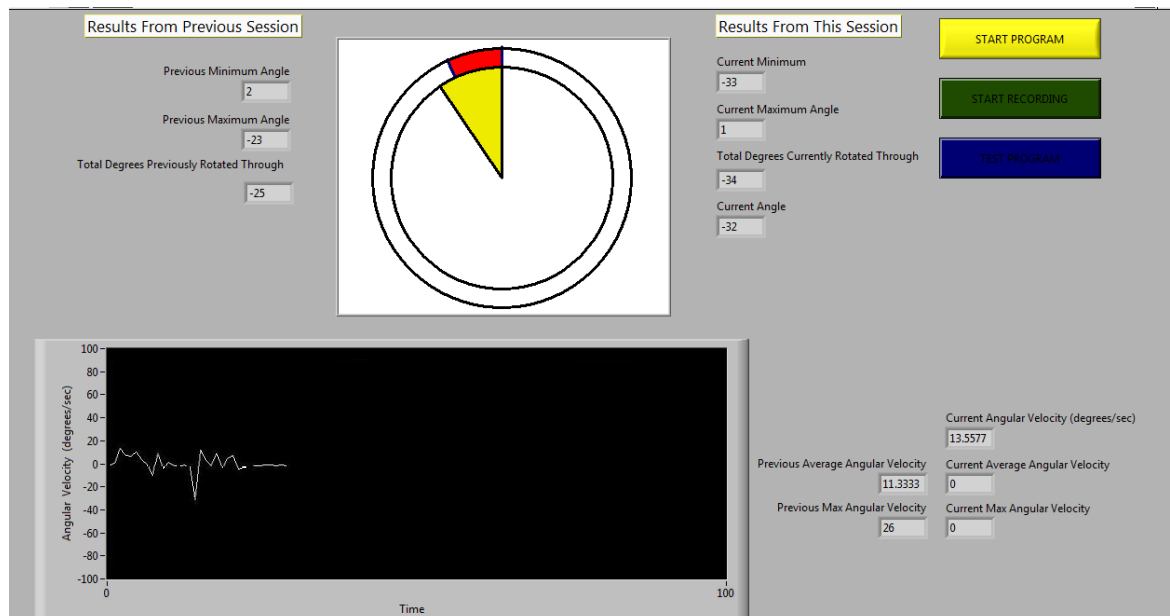 Results From Previous Session
Previous Minimum Angle
2
Previous Maximum Angle
-23
Total Degrees Previously Rotated Through
-25
Results From This Session
Current Minimum
-33
Current Maximum Angle
1
Total Degrees Currently Rotated Through
-34
Current Angle
-32
START PROGRAM
START RECORDING
TEST PROGRAM
Angular Velocity (degrees/sec)
100
80
60
40
20
0
-20
-40
-60
-80
-100
0
100
Time
Current Angular Velocity (degrees/sec)
13.5577
Previous Average Angular Velocity
11.3333
Current Average Angular Velocity
0
Previous Max Angular Velocity
26
Current Max Angular Velocity
0